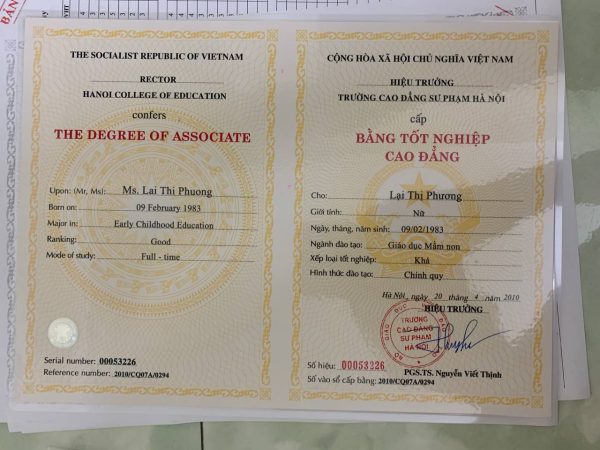 THE SOCIALIST REPUBLIC OF VIETNAM
RECTOR
HANOI COLLEGE OF EDUCATION
confers
THE DEGREE OF ASSOCIATE
Upon: (Mr, Ms): Ms. Lai Thi Phuong
Born on: 09 February 1983
Major in: Early Childhood Education
Ranking: Good
Mode of study: Full - time
Serial number: 00053226
Reference number: 2010/CQ07A/0294
CỘNG HÒA XÃ HỘI CHỦ NGHĨA VIỆT NAM
HIỆU TRƯỞNG
TRƯỜNG CAO ĐẲNG SƯ PHẠM HÀ NỘI
cấp
BẰNG TỐT NGHIỆP
CAO ĐẲNG
Cho: Lại Thị Phương
Giới tính: Nữ
Ngày, tháng, năm sinh: 09/02/1983
Ngành đào tạo: Giáo dục Mầm non
Xếp loại tốt nghiệp: Khá
Hình thức đào tạo: Chính quy
Hà Nội, ngày 20 tháng 4 năm 2010
HIỆU TRƯỞNG
TRƯỜNG
CAO ĐẲNG
SƯ PHẠM
HÀ NỘI
Số hiệu: 00053226
PGS.TS. Nguyễn Viết Thịnh
Số vào sổ cấp bằng: 2010/CQ07A/0294